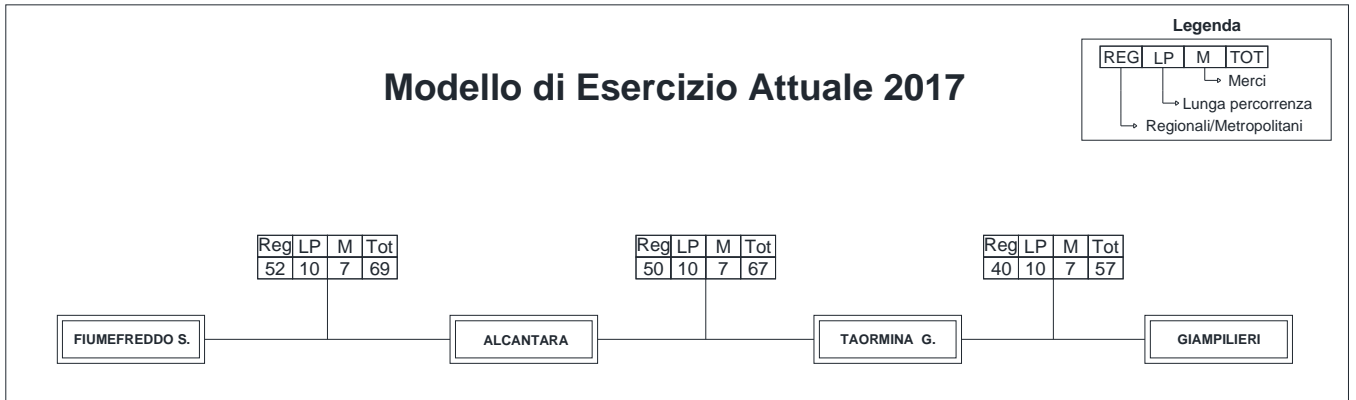 Legenda
REG LP M TOT
Merci
Lunga percorrenza
Regionali/Metropolitani
Modello di Esercizio Attuale 2017
Reg LP M Tot
52 10 7 69
Reg LP M Tot
50 10 7 67
Reg LP M Tot
40 10 7 57
FIUMEFREDDO S.
ALCANTARA
TAORMINA G.
GIAMPILIERI